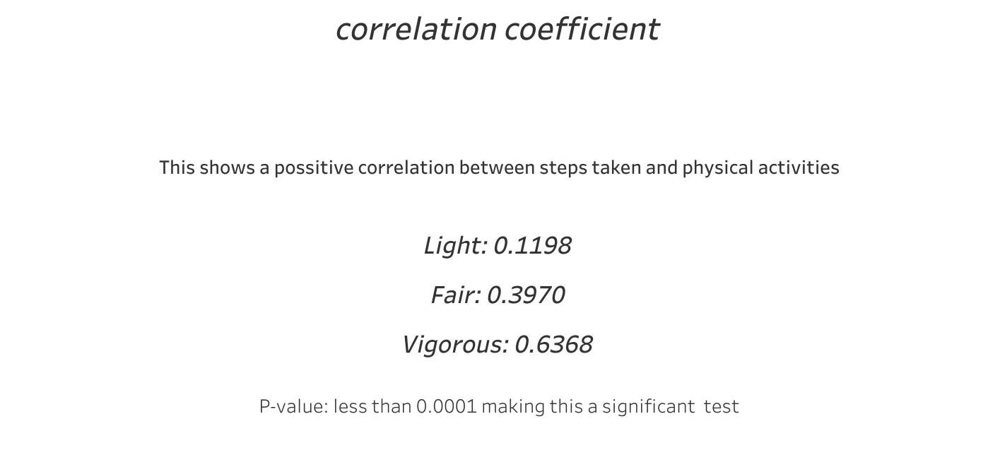 correlation coefficient
This shows a possitive correlation between steps taken and physical activities
Light: 0.1198
Fair: 0.3970
Vigorous: 0.6368
P-value: less than 0.0001 making this a significant  test